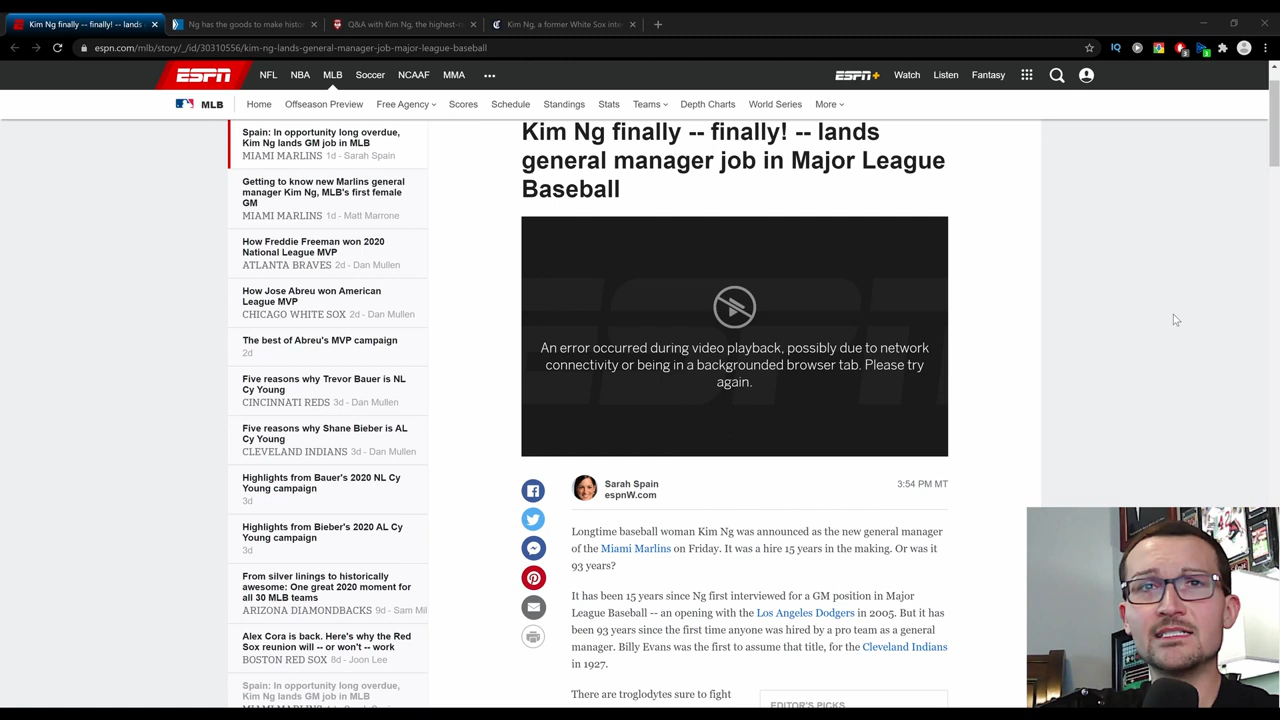 Kim Ng finally -- finally! -- lands
Ng has the goods to make histo
Q&A with Kim Ng, the highest-r
Kim Ng, a former White Sox inte
espn.com/mlb/story/_/id/30310556/kim-ng-lands-general-manager-job-major-league-baseball
ESPN NFL NBA MLB Soccer NCAAF MMA ESPN+ Watch Listen Fantasy
MLB Home Offseason Preview Free Agency Scores Schedule Standings Stats Teams Depth Charts World Series More
Spain: In opportunity long overdue,
Kim Ng lands GM job in MLB
MIAMI MARLINS 1d - Sarah Spain
Getting to know new Marlins general
manager Kim Ng, MLB's first female
GM
MIAMI MARLINS 1d - Matt Marrone
How Freddie Freeman won 2020
National League MVP
ATLANTA BRAVES 2d - Dan Mullen
How Jose Abreu won American
League MVP
CHICAGO WHITE SOX 2d - Dan Mullen
The best of Abreu's MVP campaign
2d
Five reasons why Trevor Bauer is NL
Cy Young
CINCINNATI REDS 3d - Dan Mullen
Five reasons why Shane Bieber is AL
Cy Young
CLEVELAND INDIANS 3d - Dan Mullen
Highlights from Bauer's 2020 NL Cy
Young campaign
3d
Highlights from Bieber's 2020 AL Cy
Young campaign
3d
From silver linings to historically
awesome: One great 2020 moment for
all 30 MLB teams
ARIZONA DIAMONDBACKS 9d - Sam Mil
Alex Cora is back. Here's why the Red
Sox reunion will -- or won't -- work
BOSTON RED SOX 8d - Joon Lee
Spain: In opportunity long overdue,
Kim Ng lands GM job in MLB
Kim Ng finally -- finally! -- lands
general manager job in Major League
Baseball
An error occurred during video playback, possibly due to network
connectivity or being in a backgrounded browser tab. Please try
again.
Sarah Spain
espnW.com
3:54 PM MT
Longtime baseball woman Kim Ng was announced as the new general manager
of the Miami Marlins on Friday. It was a hire 15 years in the making. Or was it
93 years?
It has been 15 years since Ng first interviewed for a GM position in Major
League Baseball -- an opening with the Los Angeles Dodgers in 2005. But it has
been 93 years since the first time anyone was hired by a pro team as a general
manager. Billy Evans was the first to assume that title, for the Cleveland Indians
in 1927.
There are troglodytes sure to fight
EDITOR'S PICKS